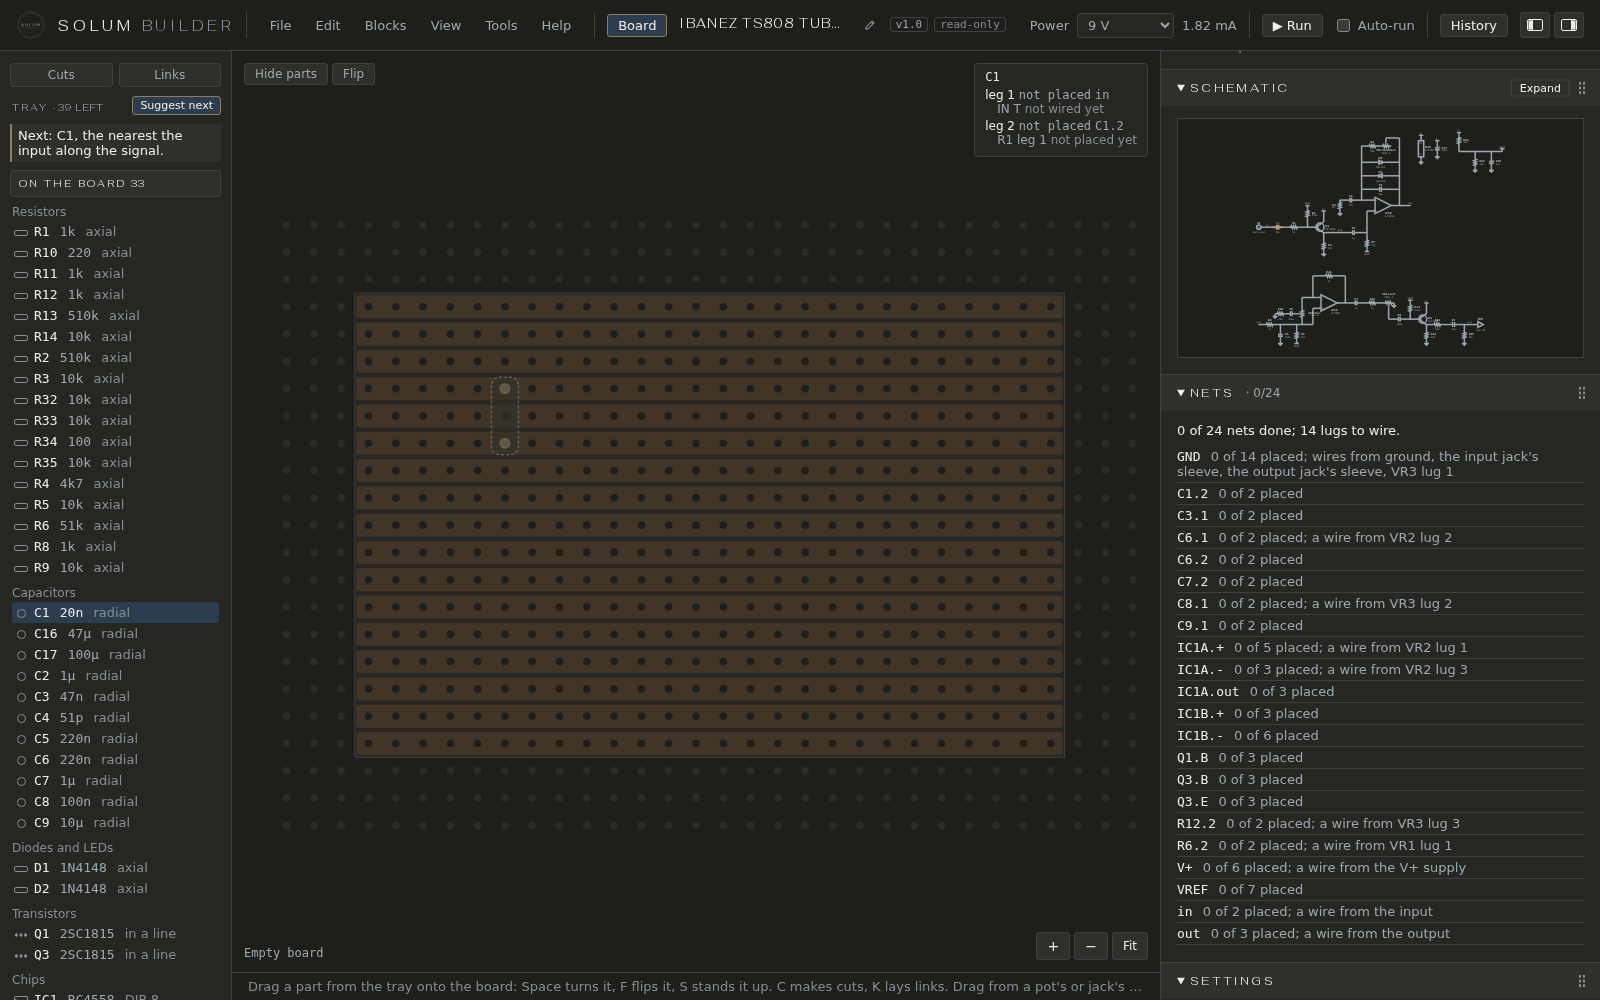 SOLUM BUILDER File Edit Blocks View Tools Help Board IBANEZ TS808 TUB... v1.0 read-only Power 9 V 1.82 mA ▶ Run Auto-run History
Cuts Links
TRAY · 39 LEFT Suggest next
Next: C1, the nearest the
input along the signal.
ON THE BOARD 33
Resistors
R1 1k axial
R10 220 axial
R11 1k axial
R12 1k axial
R13 510k axial
R14 10k axial
R2 510k axial
R3 10k axial
R32 10k axial
R33 10k axial
R34 100 axial
R35 10k axial
R4 4k7 axial
R5 10k axial
R6 51k axial
R8 1k axial
R9 10k axial
Capacitors
C1 20n radial
C16 47µ radial
C17 100µ radial
C2 1µ radial
C3 47n radial
C4 51p radial
C5 220n radial
C6 220n radial
C7 1µ radial
C8 100n radial
C9 10µ radial
Diodes and LEDs
D1 1N4148 axial
D2 1N4148 axial
Transistors
Q1 2SC1815 in a line
Q3 2SC1815 in a line
Chips
IC1 RC4558 DIP 8
Hide parts Flip
C1
leg 1 not placed in
IN T not wired yet
leg 2 not placed C1.2
R1 leg 1 not placed yet
Empty board
+ − Fit
Drag a part from the tray onto the board: Space turns it, F flips it, S stands it up. C makes cuts, K lays links. Drag from a pot's or jack's ...
▼ SCHEMATIC Expand
▼ NETS · 0/24
0 of 24 nets done; 14 lugs to wire.
GND 0 of 14 placed; wires from ground, the input jack's
sleeve, the output jack's sleeve, VR3 lug 1
C1.2 0 of 2 placed
C3.1 0 of 2 placed
C6.1 0 of 2 placed; a wire from VR2 lug 2
C6.2 0 of 2 placed
C7.2 0 of 2 placed
C8.1 0 of 2 placed; a wire from VR3 lug 2
C9.1 0 of 2 placed
IC1A.+ 0 of 5 placed; a wire from VR2 lug 1
IC1A.- 0 of 3 placed; a wire from VR2 lug 3
IC1A.out 0 of 3 placed
IC1B.+ 0 of 3 placed
IC1B.- 0 of 6 placed
Q1.B 0 of 3 placed
Q3.B 0 of 3 placed
Q3.E 0 of 3 placed
R12.2 0 of 2 placed; a wire from VR3 lug 3
R6.2 0 of 2 placed; a wire from VR1 lug 1
V+ 0 of 6 placed; a wire from the V+ supply
VREF 0 of 7 placed
in 0 of 2 placed; a wire from the input
out 0 of 3 placed; a wire from the output
▼ SETTINGS